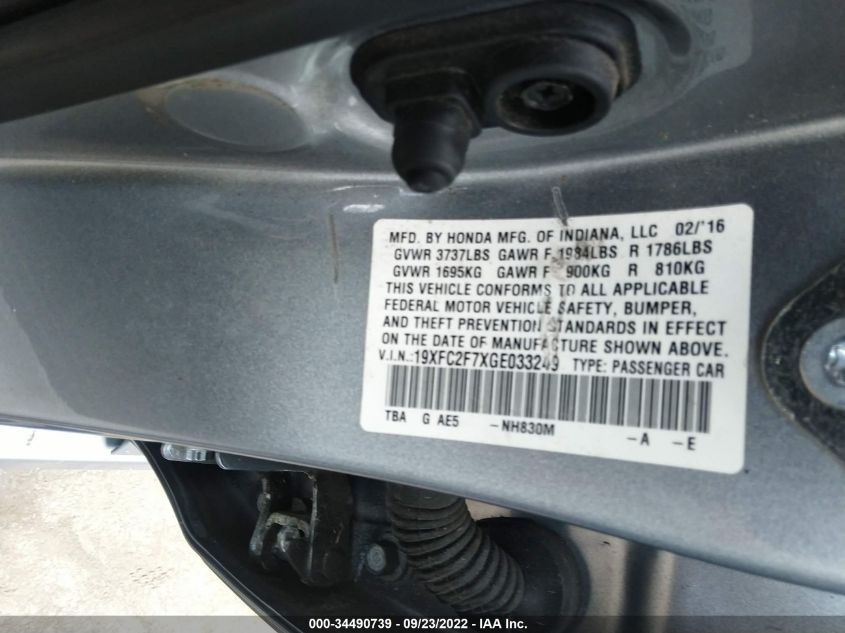 MFD. BY HONDA MFG. OF INDIANA, LLC 02/'16
GVWR 3737LBS GAWR F 1984LBS R 1786LBS
GVWR 1695KG GAWR F 900KG R 810KG
THIS VEHICLE CONFORMS TO ALL APPLICABLE
FEDERAL MOTOR VEHICLE SAFETY, BUMPER,
AND THEFT PREVENTION STANDARDS IN EFFECT
ON THE DATE OF MANUFACTURE SHOWN ABOVE.
V.I.N.:19XFC2F7XGE033249 TYPE: PASSENGER CAR
TBA G AE5 -NH830M -A -E
000-34490739 - 09/23/2022 - IAA Inc.